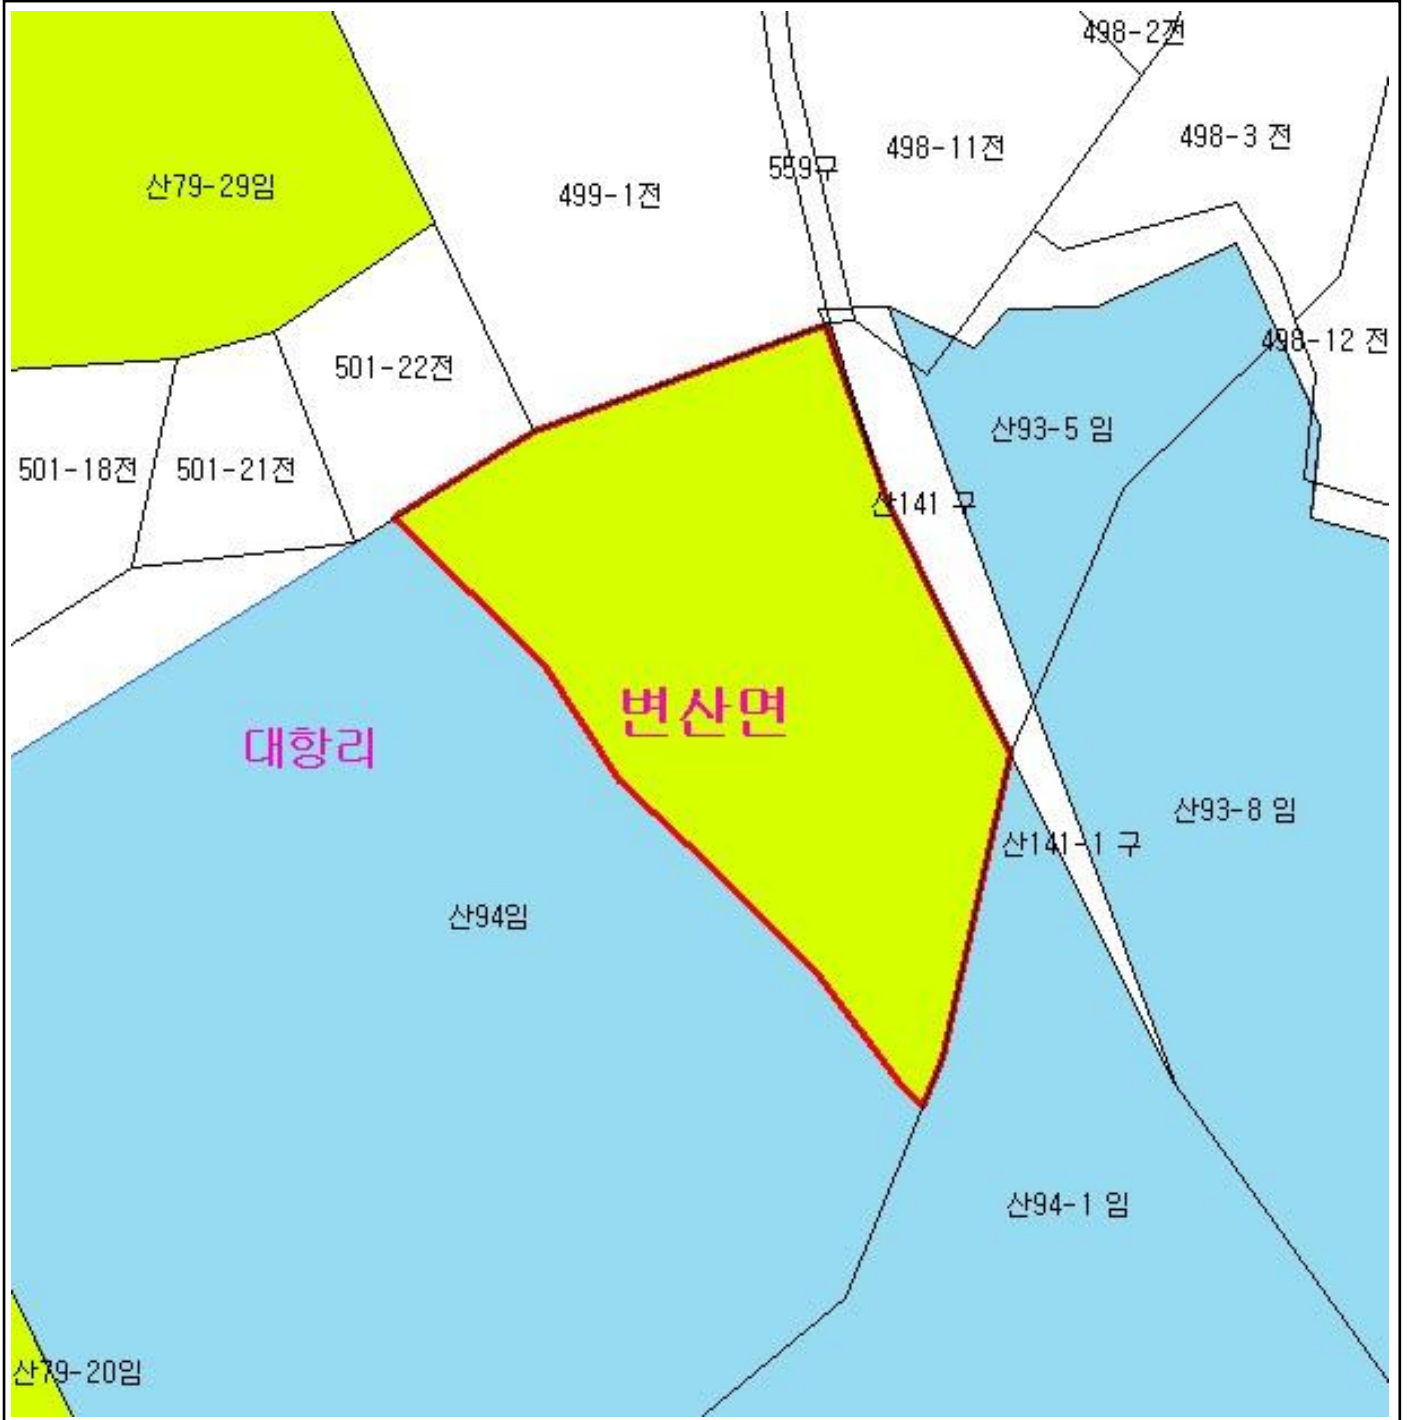 498-2전
498-3 전
498-11전
559구
산79-29임
499-1전
498-12 전
501-22전
산93-5 임
501-18전
501-21전
산141 구
변산면
대항리
산93-8 임
산141-1 구
산94임
산94-1 임
산79-20임